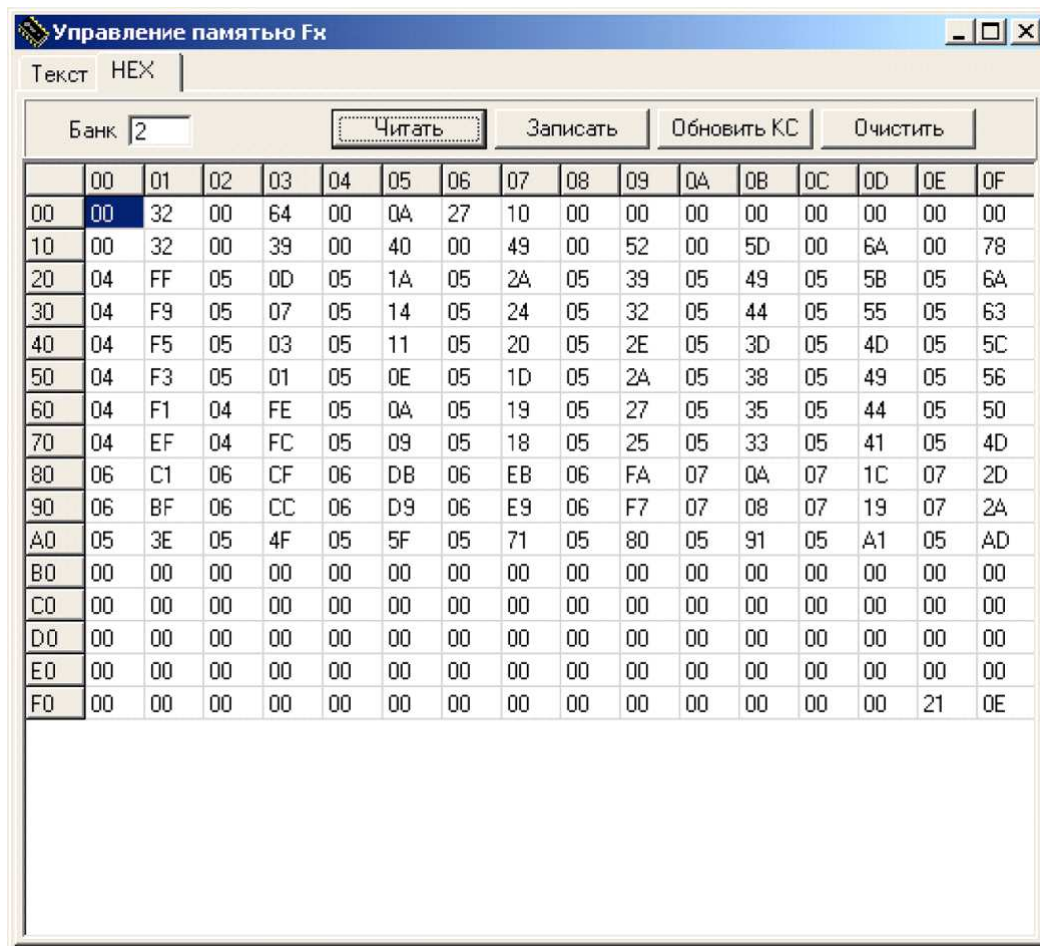 Управление памятью Fx
Текст HEX
Банк 2 Читать Записать Обновить КС Очистить
00 01 02 03 04 05 06 07 08 09 0A 0B 0C 0D 0E 0F
00 00 32 00 64 00 0A 27 10 00 00 00 00 00 00 00 00
10 00 32 00 39 00 40 00 49 00 52 00 5D 00 6A 00 78
20 04 FF 05 0D 05 1A 05 2A 05 39 05 49 05 5B 05 6A
30 04 F9 05 07 05 14 05 24 05 32 05 44 05 55 05 63
40 04 F5 05 03 05 11 05 20 05 2E 05 3D 05 4D 05 5C
50 04 F3 05 01 05 0E 05 1D 05 2A 05 38 05 49 05 56
60 04 F1 04 FE 05 0A 05 19 05 27 05 35 05 44 05 50
70 04 EF 04 FC 05 09 05 18 05 25 05 33 05 41 05 4D
80 06 C1 06 CF 06 DB 06 EB 06 FA 07 0A 07 1C 07 2D
90 06 BF 06 CC 06 D9 06 E9 06 F7 07 08 07 19 07 2A
A0 05 3E 05 4F 05 5F 05 71 05 80 05 91 05 A1 05 AD
B0 00 00 00 00 00 00 00 00 00 00 00 00 00 00 00 00
C0 00 00 00 00 00 00 00 00 00 00 00 00 00 00 00 00
D0 00 00 00 00 00 00 00 00 00 00 00 00 00 00 00 00
E0 00 00 00 00 00 00 00 00 00 00 00 00 00 00 00 00
F0 00 00 00 00 00 00 00 00 00 00 00 00 00 00 21 0E